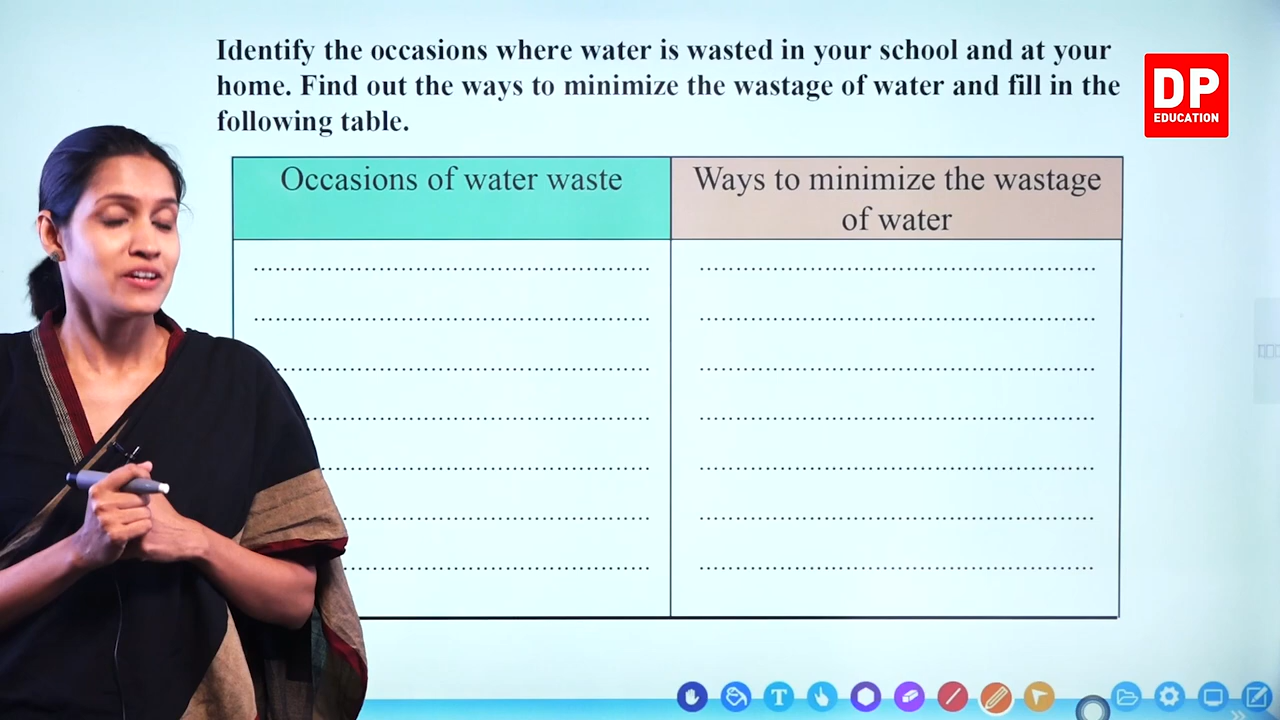 Identify the occasions where water is wasted in your school and at your
home. Find out the ways to minimize the wastage of water and fill in the
following table.
DP
EDUCATION
Occasions of water waste
Ways to minimize the wastage
of water